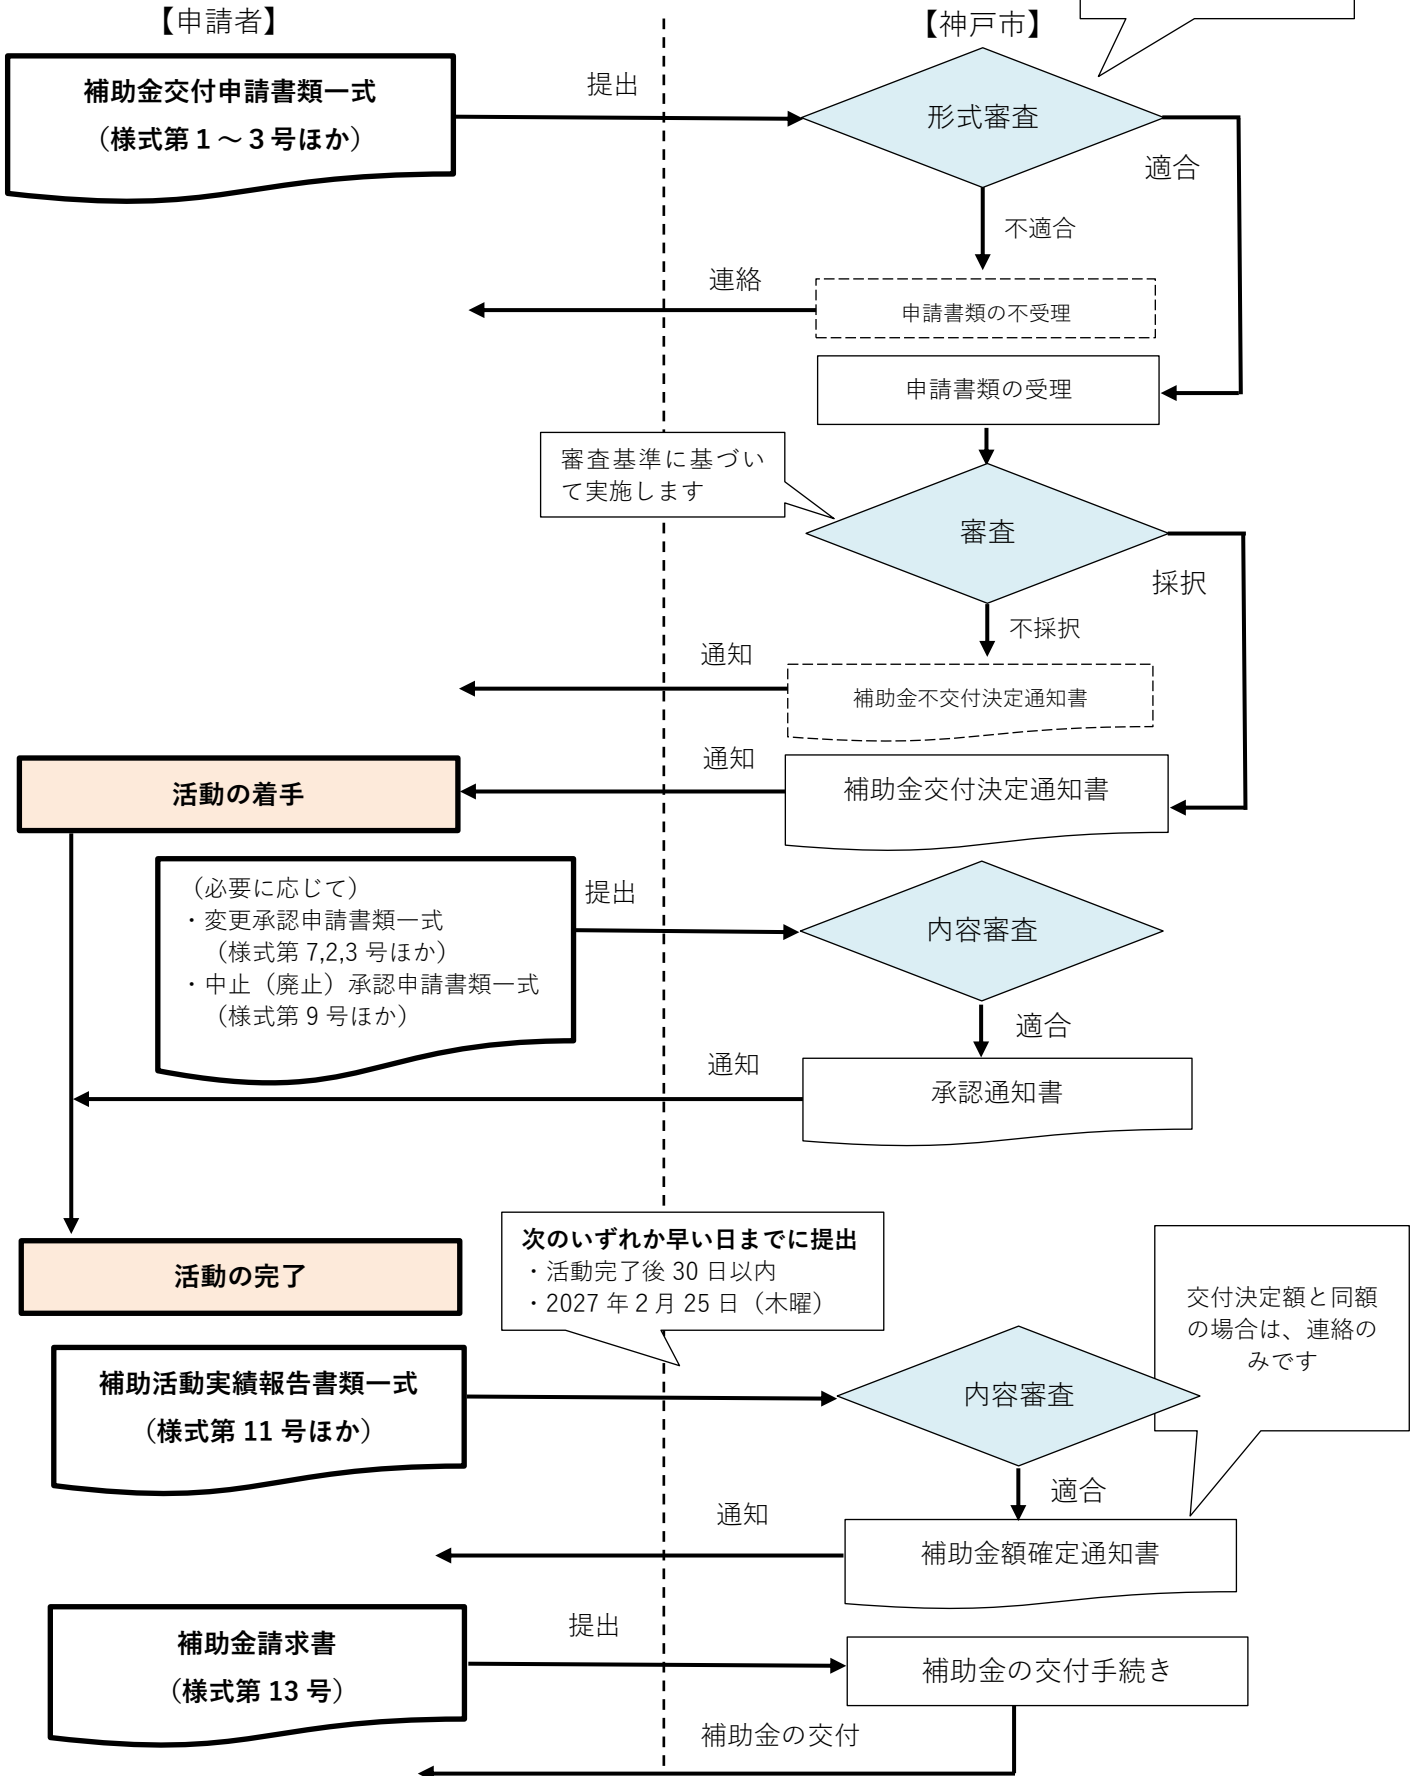 【申請者】
【神戸市】
補助金交付申請書類一式
（様式第１～３号ほか）
提出
形式審査
適合
不適合
連絡
申請書類の不受理
申請書類の受理
審査基準に基づい
て実施します
審査
採択
不採択
通知
補助金不交付決定通知書
通知
活動の着手
補助金交付決定通知書
（必要に応じて）
・変更承認申請書類一式
（様式第 7,2,3 号ほか）
・中止（廃止）承認申請書類一式
（様式第 9 号ほか）
提出
内容審査
適合
通知
承認通知書
次のいずれか早い日までに提出
・活動完了後 30 日以内
・2027 年 2 月 25 日（木曜）
活動の完了
交付決定額と同額
の場合は、連絡の
みです
補助活動実績報告書類一式
（様式第 11 号ほか）
内容審査
適合
通知
補助金額確定通知書
補助金請求書
（様式第 13 号）
提出
補助金の交付手続き
補助金の交付